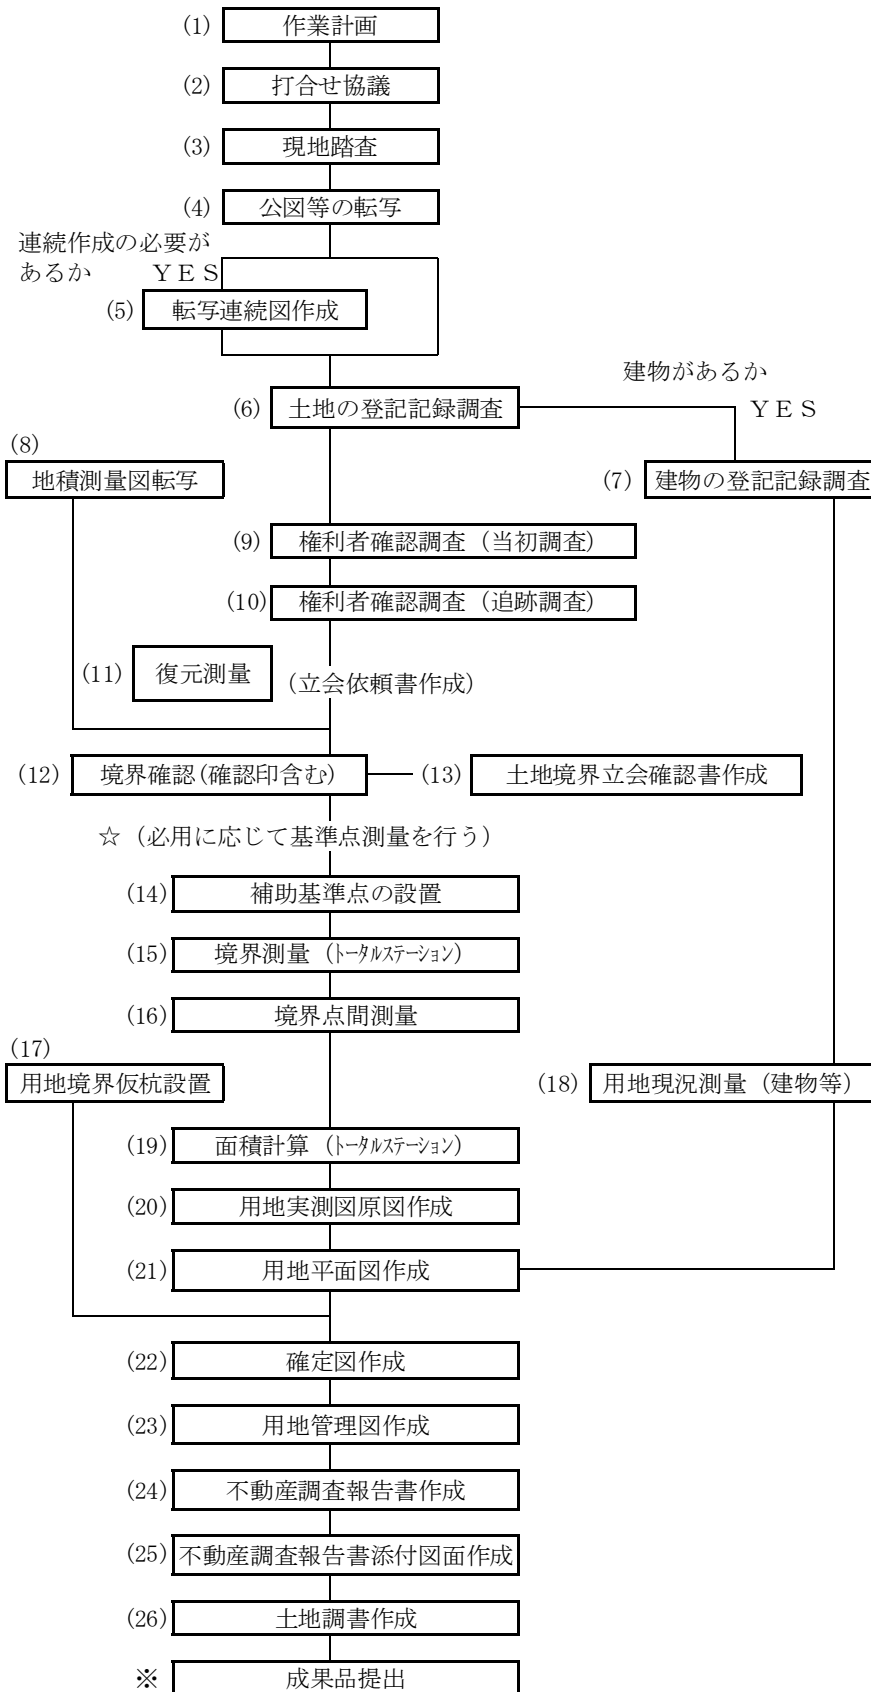 (1) 作業計画
(2) 打合せ協議
(3) 現地踏査
(4) 公図等の転写
連続作成の必要が
あるか ＹＥＳ
(5) 転写連続図作成
建物があるか
(6) 土地の登記記録調査 ＹＥＳ
(8)
地積測量図転写
(7) 建物の登記記録調査
(9) 権利者確認調査（当初調査）
(10) 権利者確認調査（追跡調査）
(11) 復元測量
（立会依頼書作成）
(12) 境界確認(確認印含む)
(13) 土地境界立会確認書作成
☆（必用に応じて基準点測量を行う）
(14) 補助基準点の設置
(15) 境界測量（ﾄｰﾀﾙｽﾃｰｼｮﾝ）
(16) 境界点間測量
(17)
用地境界仮杭設置
(18) 用地現況測量（建物等）
(19) 面積計算（ﾄｰﾀﾙｽﾃｰｼｮﾝ）
(20) 用地実測図原図作成
(21) 用地平面図作成
(22) 確定図作成
(23) 用地管理図作成
(24) 不動産調査報告書作成
(25) 不動産調査報告書添付図面作成
(26) 土地調書作成
※ 成果品提出